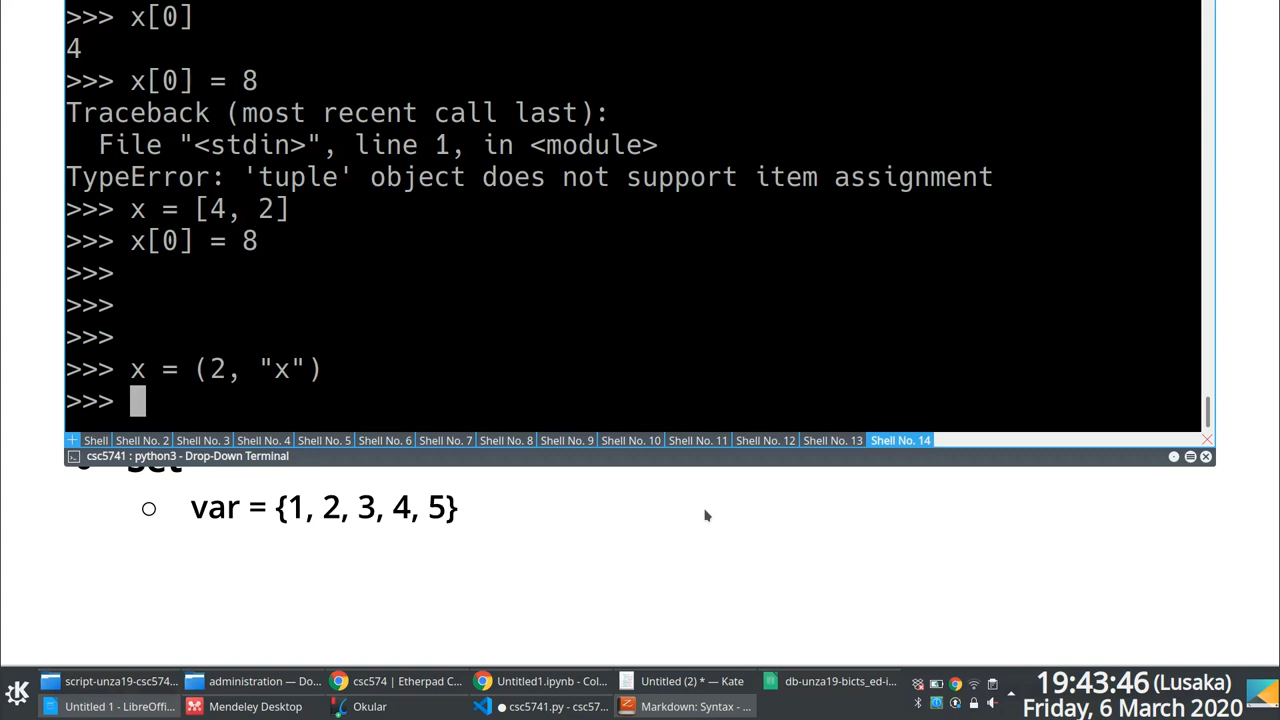 >>> x[0]
4
>>> x[0] = 8
Traceback (most recent call last):
  File "<stdin>", line 1, in <module>
TypeError: 'tuple' object does not support item assignment
>>> x = [4, 2]
>>> x[0] = 8
>>>
>>>
>>>
>>> x = (2, "x")
>>>
Shell Shell No. 2 Shell No. 3 Shell No. 4 Shell No. 5 Shell No. 6 Shell No. 7 Shell No. 8 Shell No. 9 Shell No. 10 Shell No. 11 Shell No. 12 Shell No. 13 Shell No. 14
csc5741 : python3 - Drop-Down Terminal
○ var = {1, 2, 3, 4, 5}
script-unza19-csc574... administration — Do... csc574 | Etherpad C... Untitled1.ipynb - Col... Untitled (2) * — Kate db-unza19-bicts_ed-i...
Untitled 1 - LibreOffi... Mendeley Desktop Okular ● csc5741.py - csc57... Markdown: Syntax - ...
19:43:46 (Lusaka)
Friday, 6 March 2020